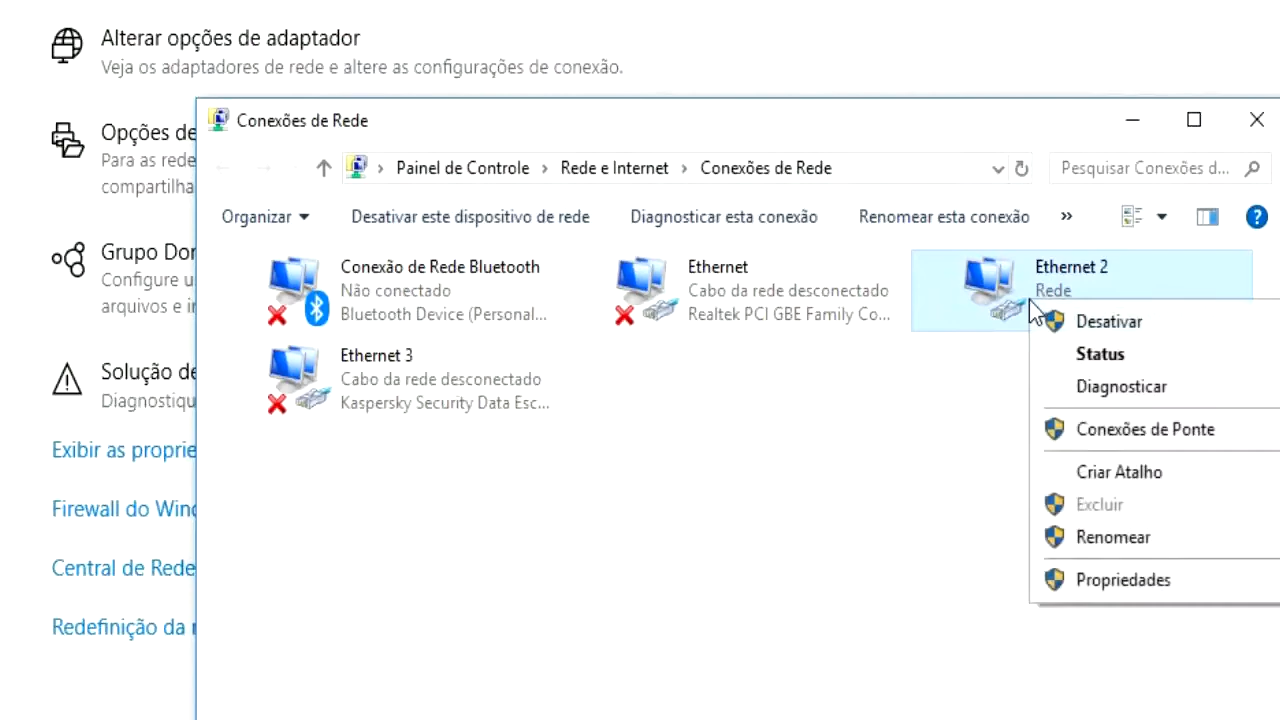 Alterar opções de adaptador
Veja os adaptadores de rede e altere as configurações de conexão.
Opções de
Para as rede
compartilha
Grupo Dor
Configure u
arquivos e ir
Solução de
Diagnostiqu
Exibir as proprie
Firewall do Wind
Central de Rede
Redefinição da r
Conexões de Rede
Painel de Controle › Rede e Internet › Conexões de Rede
Pesquisar Conexões d...
Organizar Desativar este dispositivo de rede Diagnosticar esta conexão Renomear esta conexão »
Conexão de Rede Bluetooth
Não conectado
Bluetooth Device (Personal...
Ethernet
Cabo da rede desconectado
Realtek PCI GBE Family Co...
Ethernet 2
Rede
Ethernet 3
Cabo da rede desconectado
Kaspersky Security Data Esc...
Desativar
Status
Diagnosticar
Conexões de Ponte
Criar Atalho
Excluir
Renomear
Propriedades